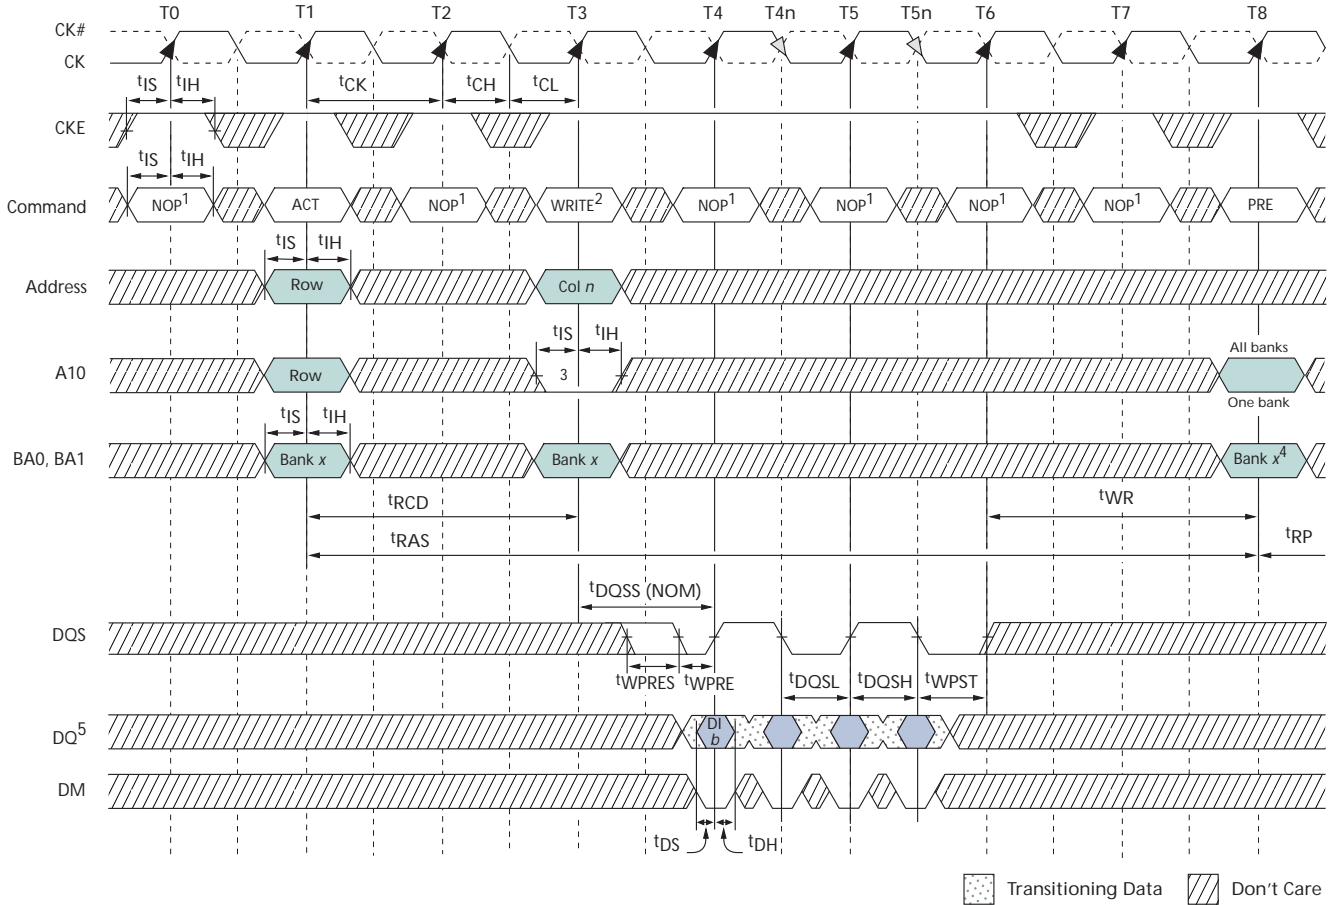 T0 T1 T2 T3 T4 T4n T5 T5n T6 T7 T8
CK#
CK
tIS tIH tCK tCH tCL
CKE
tIS tIH
Command NOP1 ACT NOP1 WRITE2 NOP1 NOP1 NOP1 NOP1 PRE
tIS tIH
Address Row Col n
tIS tIH
All banks
A10 Row 3
One bank
tIS tIH
BA0, BA1 Bank x Bank x Bank x4
tRCD tWR
tRAS tRP
tDQSS (NOM)
DQS
tWPRES tWPRE tDQSL tDQSH tWPST
DQ5 DI
b
DM
tDS tDH
Transitioning Data Don't Care